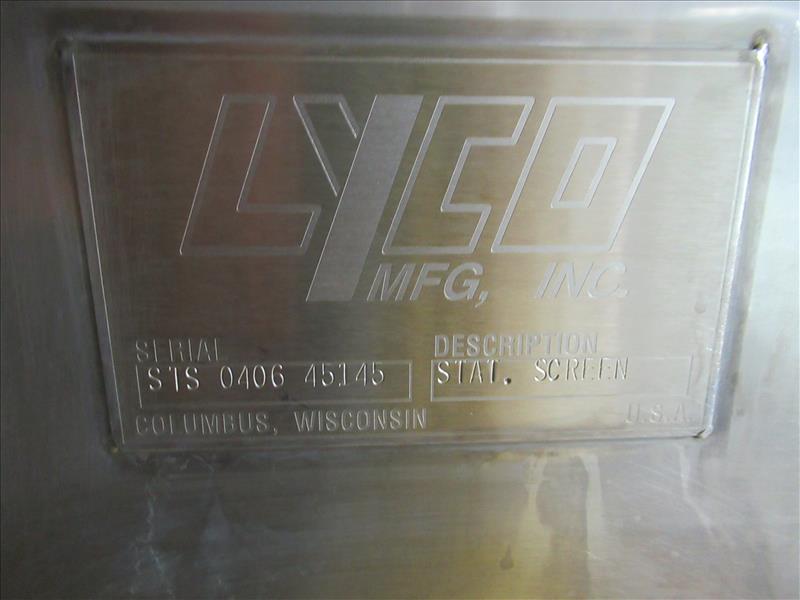 LYCO
MFG, INC.
SERIAL DESCRIPTION
STS 0406 45145 STAT. SCREEN
COLUMBUS, WISCONSIN U.S.A.